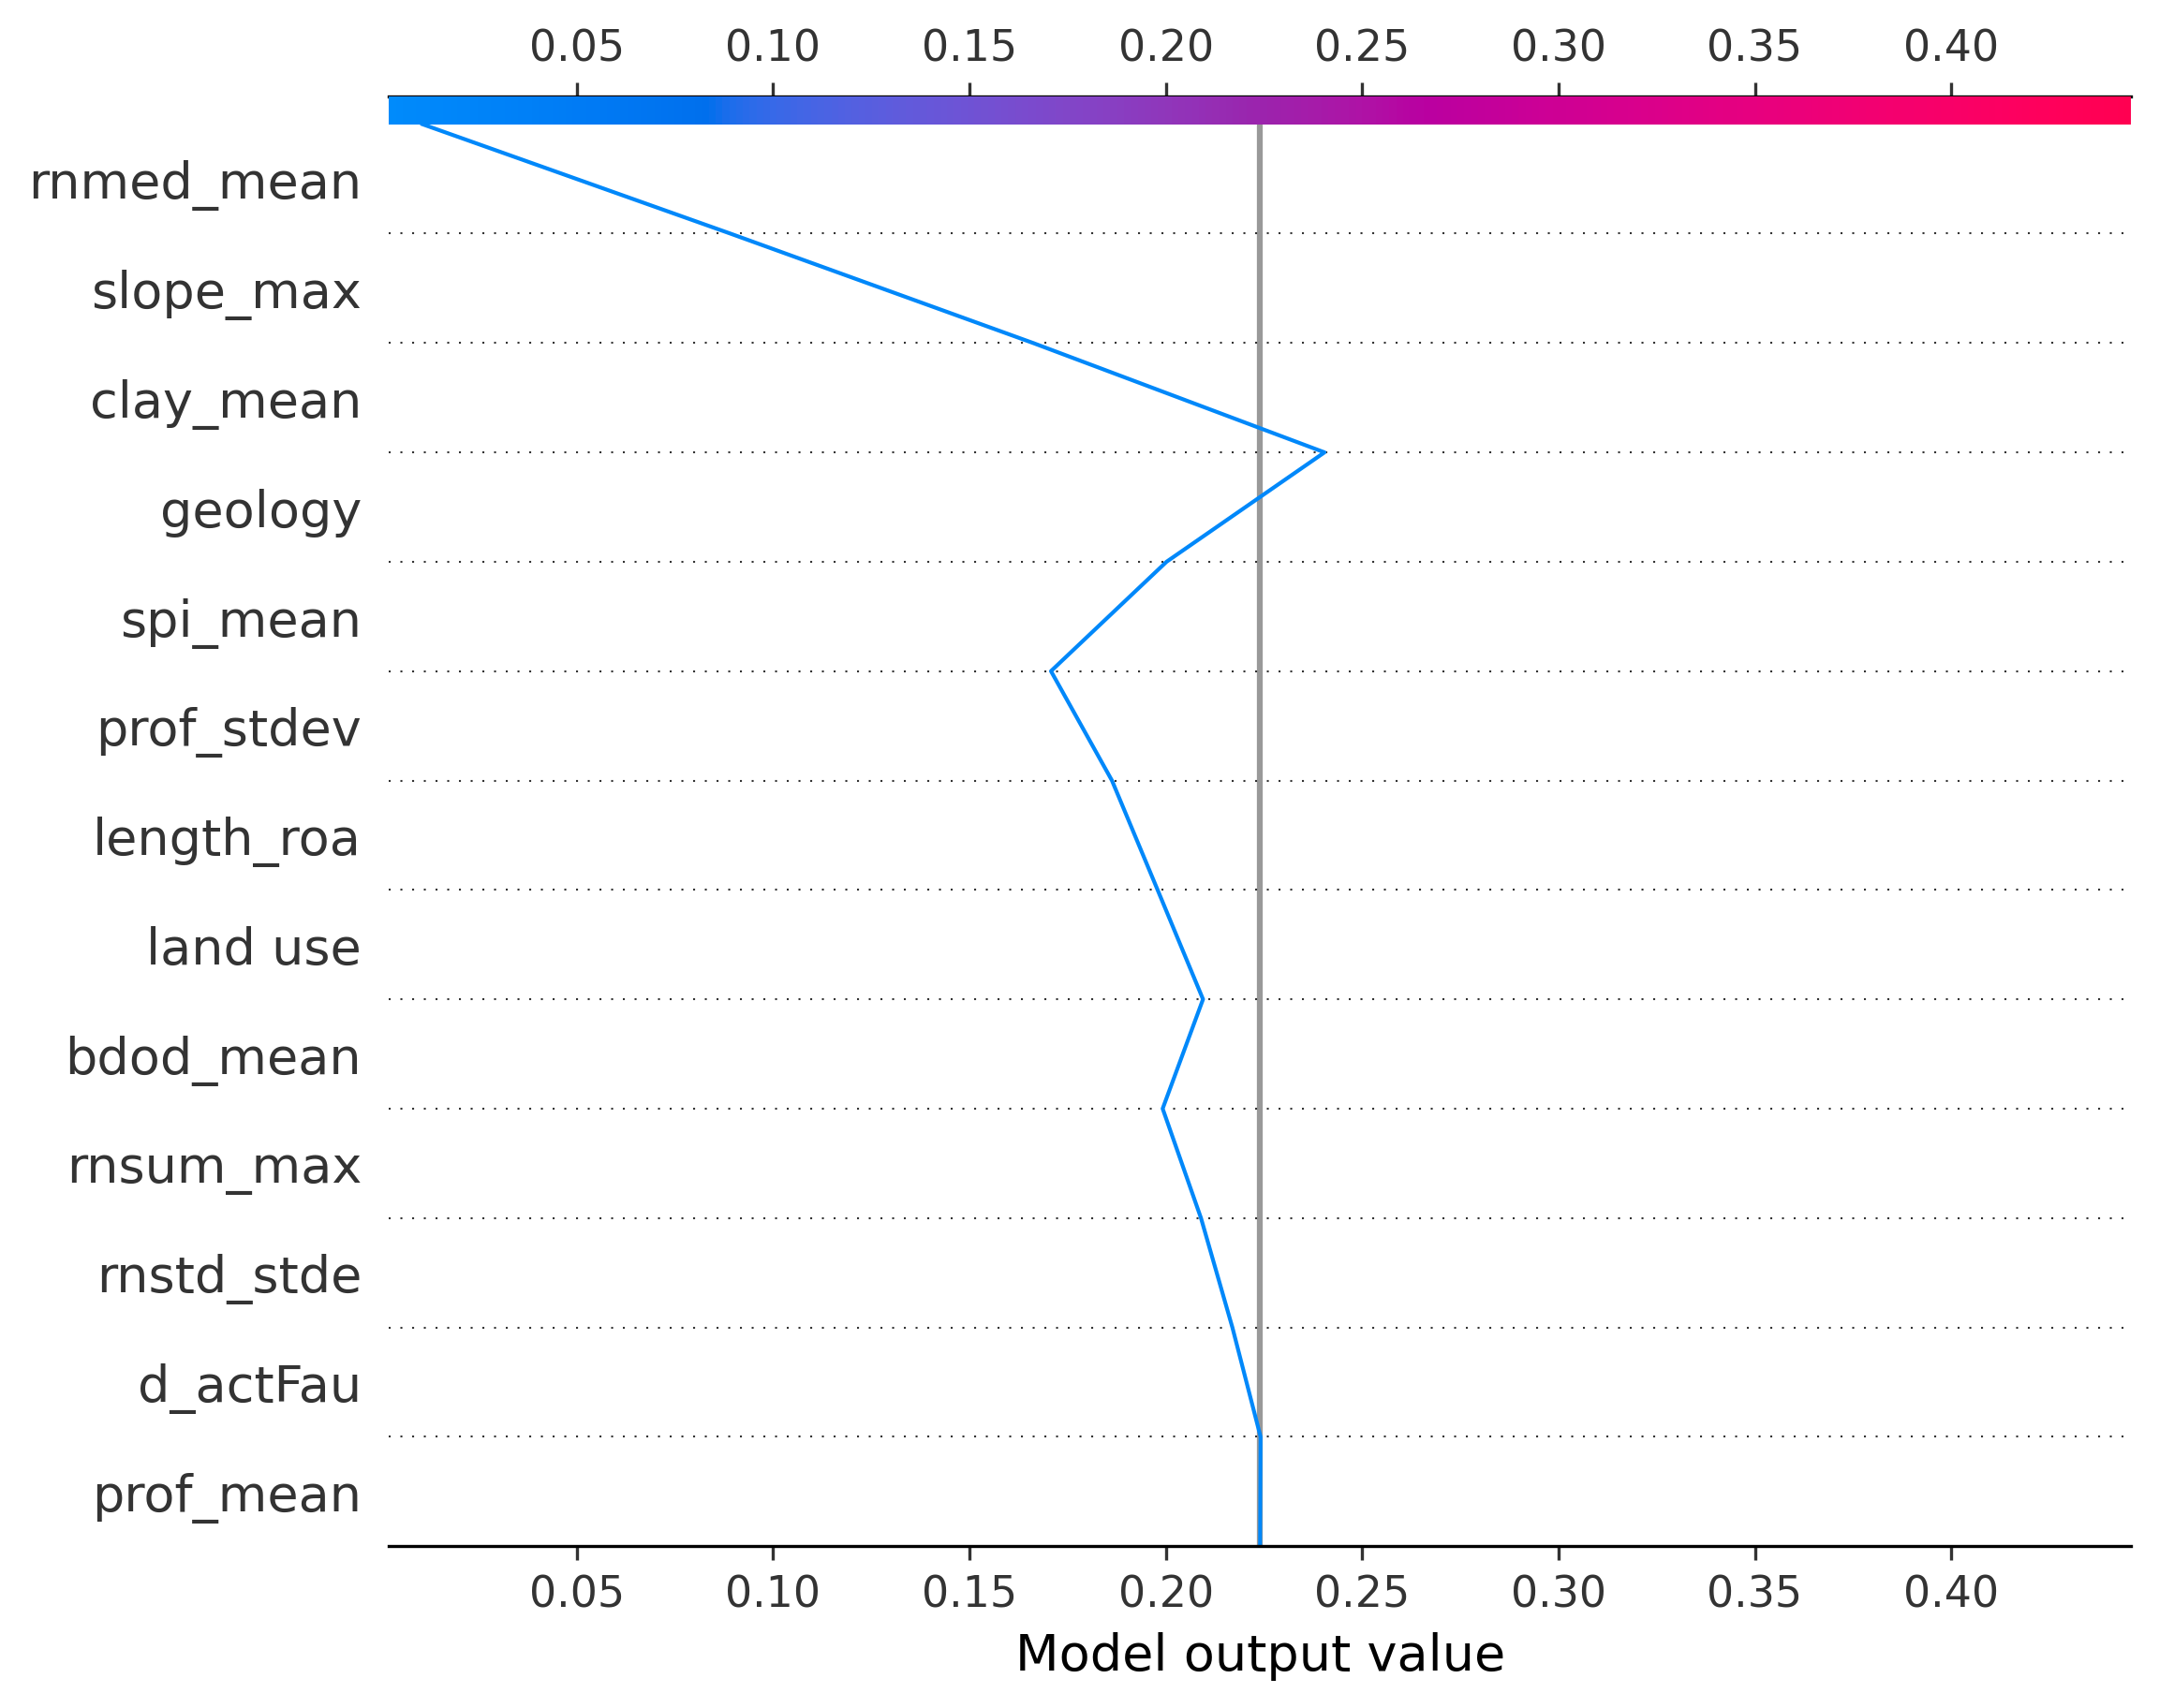 0.05 0.10 0.15 0.20 0.25 0.30 0.35 0.40
rnmed_mean
slope_max
clay_mean
geology
spi_mean
prof_stdev
length_roa
land use
bdod_mean
rnsum_max
rnstd_stde
d_actFau
prof_mean
0.05 0.10 0.15 0.20 0.25 0.30 0.35 0.40
Model output value